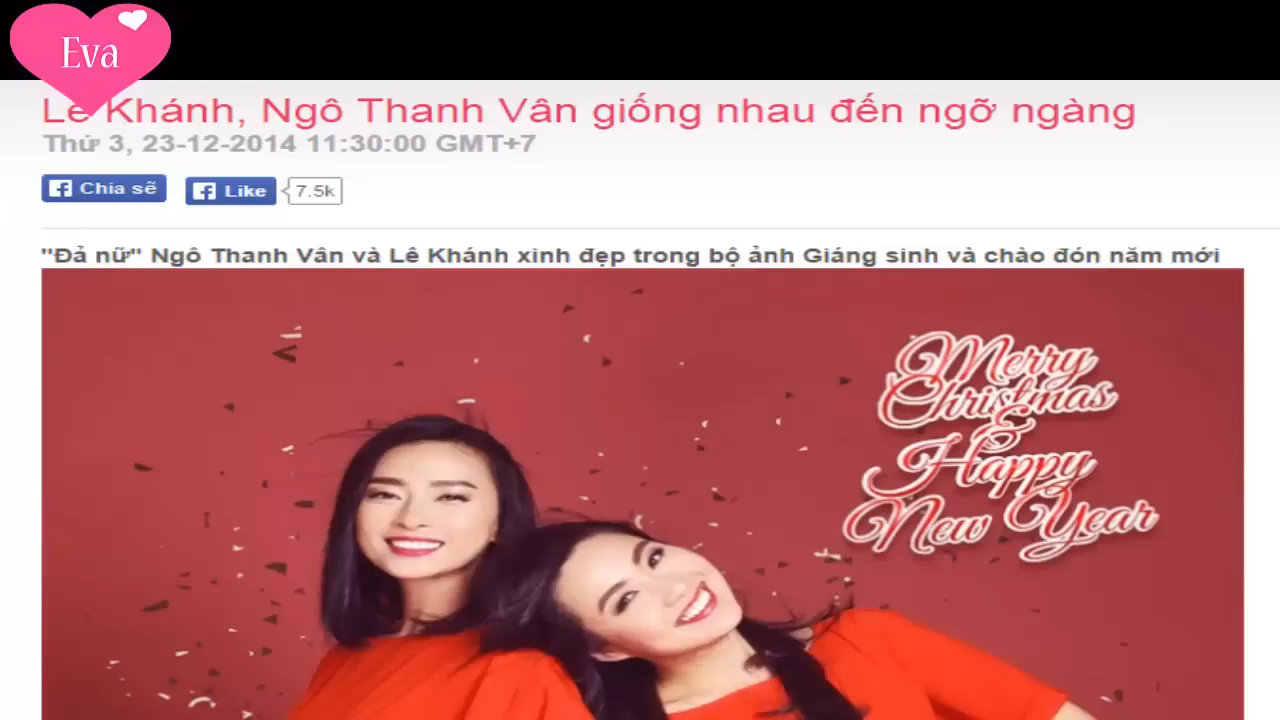 Eva
Lê Khánh, Ngô Thanh Vân giống nhau đến ngỡ ngàng
Thứ 3, 23-12-2014 11:30:00 GMT+7
Chia sẽ
Like
7.5k
"Đả nữ" Ngô Thanh Vân và Lê Khánh xinh đẹp trong bộ ảnh Giáng sinh và chào đón năm mới
Merry
Christmas
&
Happy
New Year